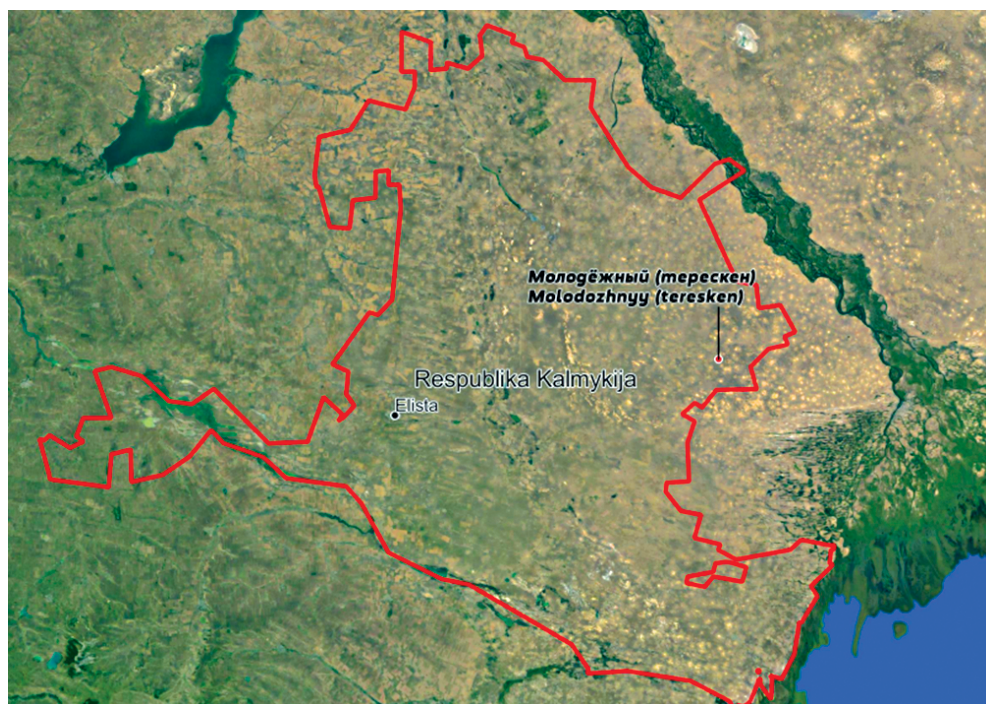 Молодёжный (терескен)
Molodozhnyy (teresken)
Respublika Kalmykija
Elista